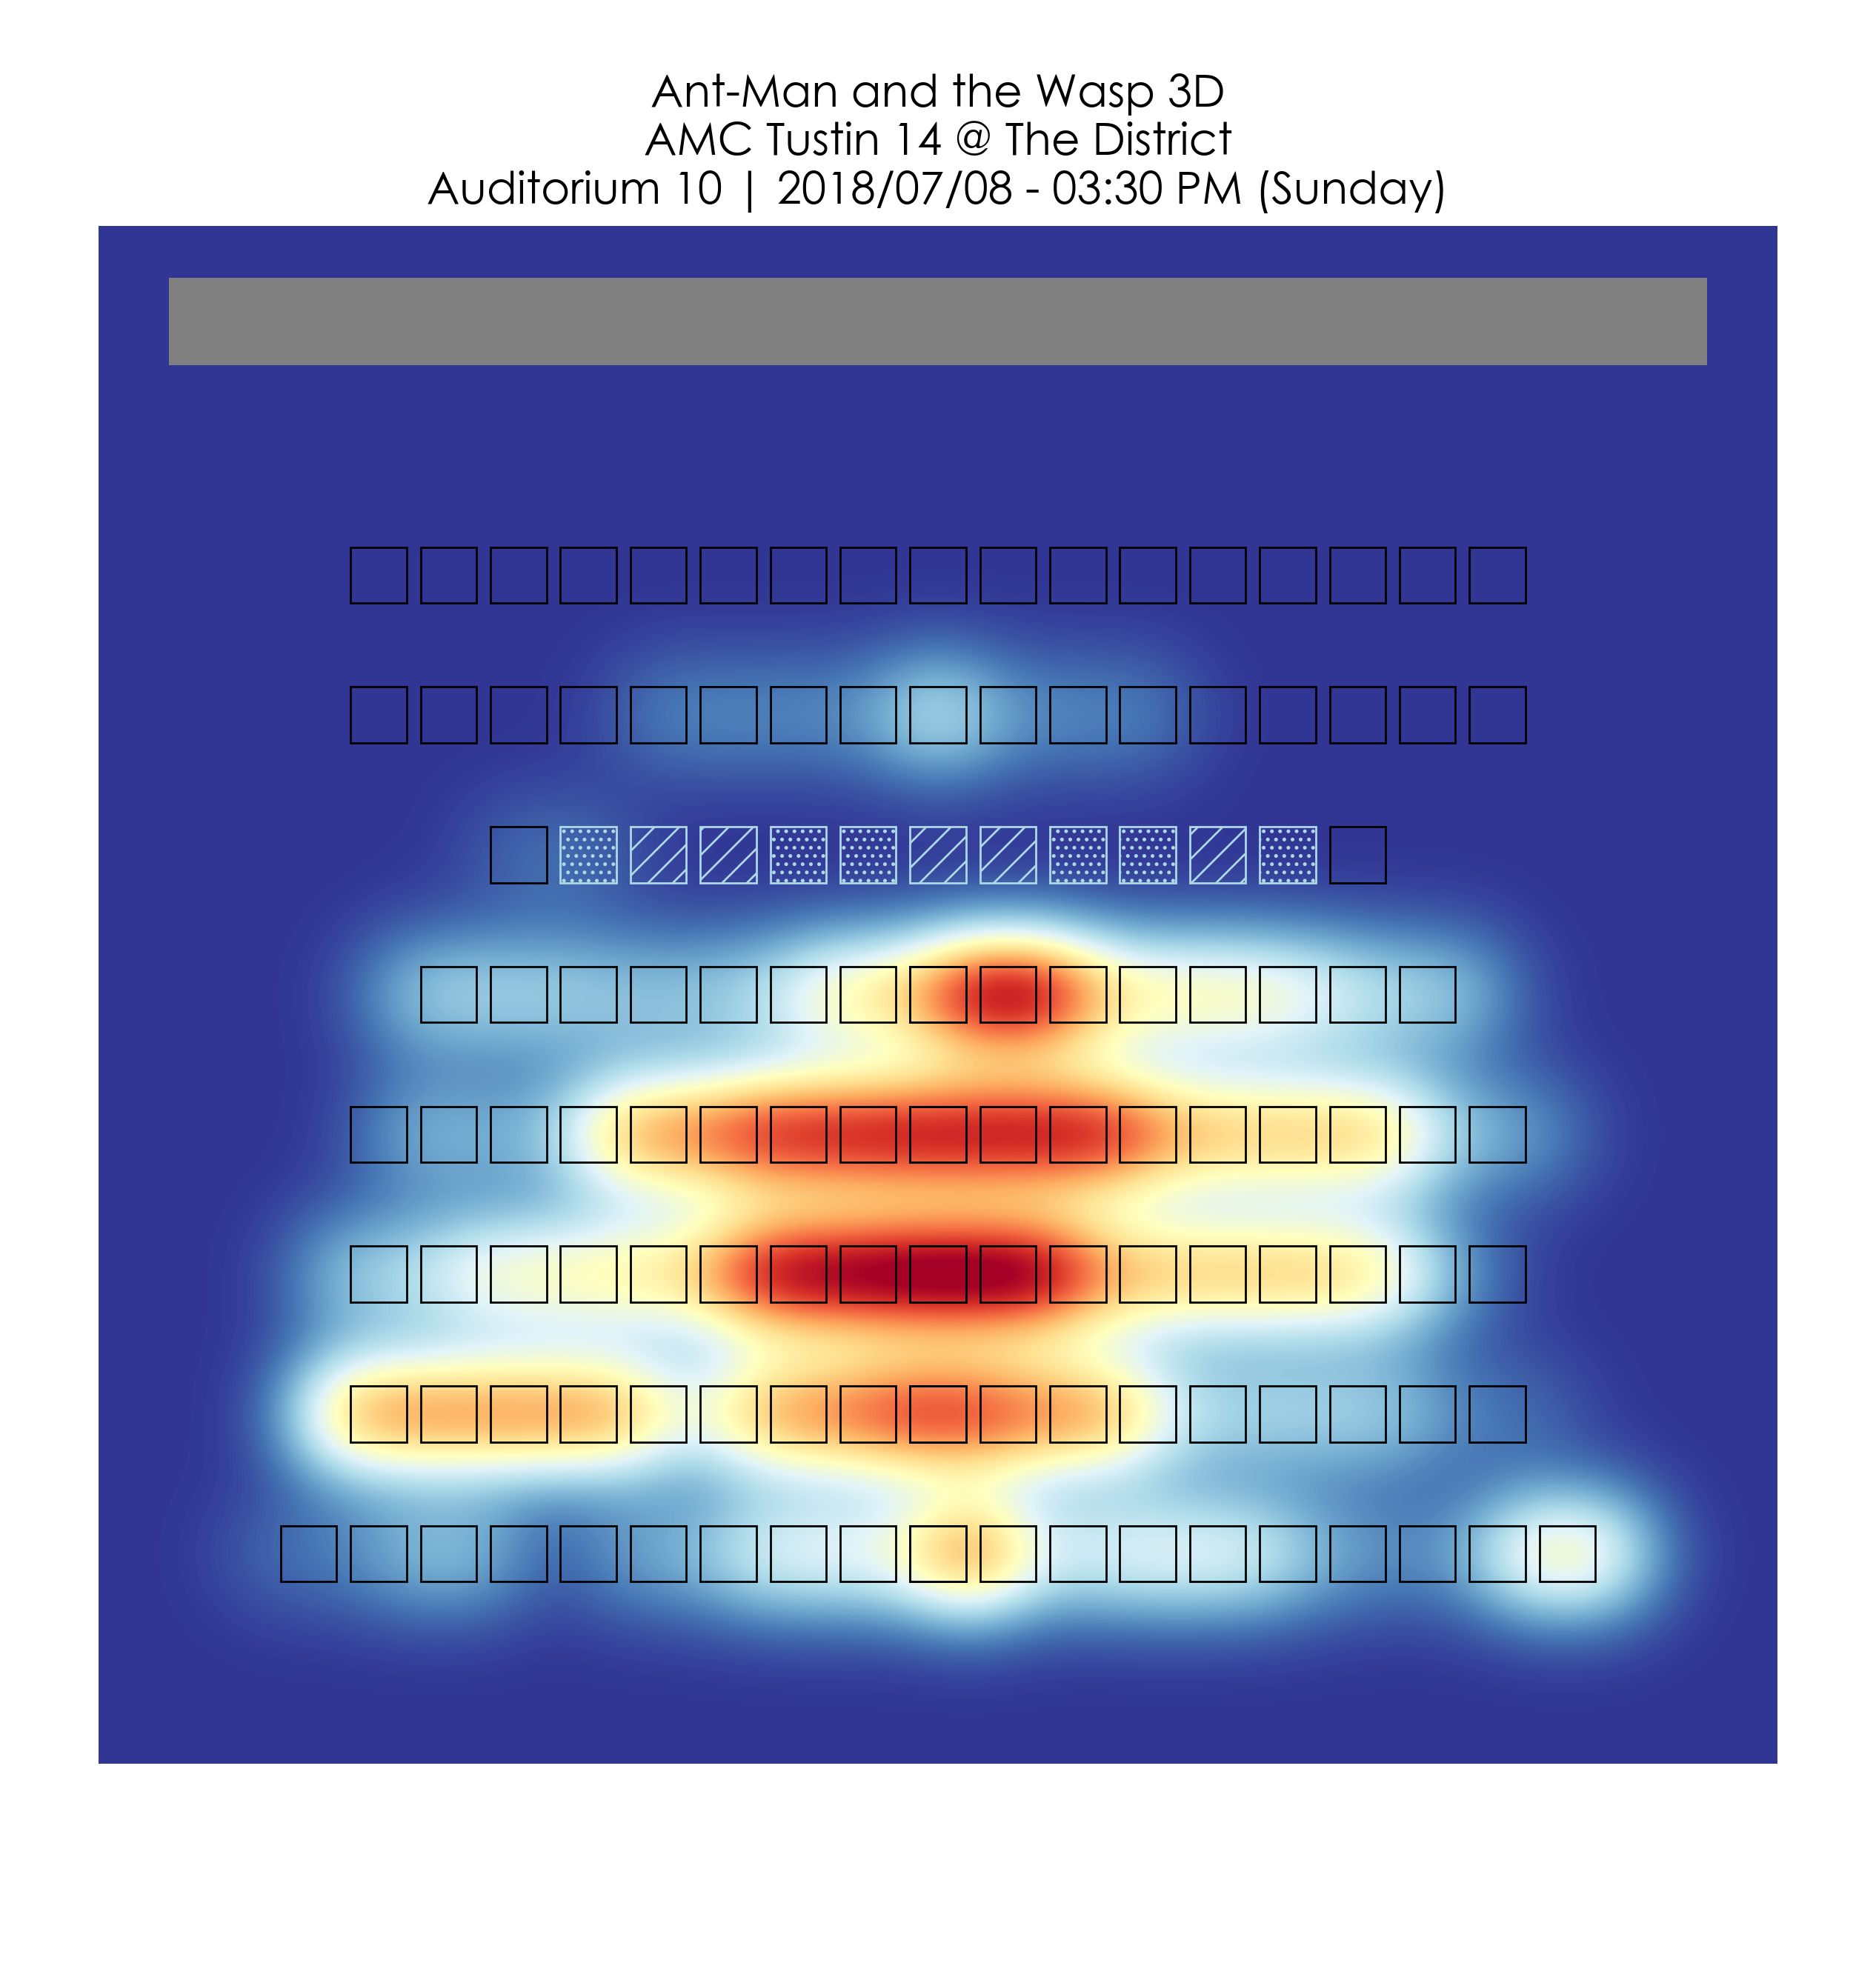 Ant-Man and the Wasp 3D
AMC Tustin 14 @ The District
Auditorium 10 | 2018/07/08 - 03:30 PM (Sunday)